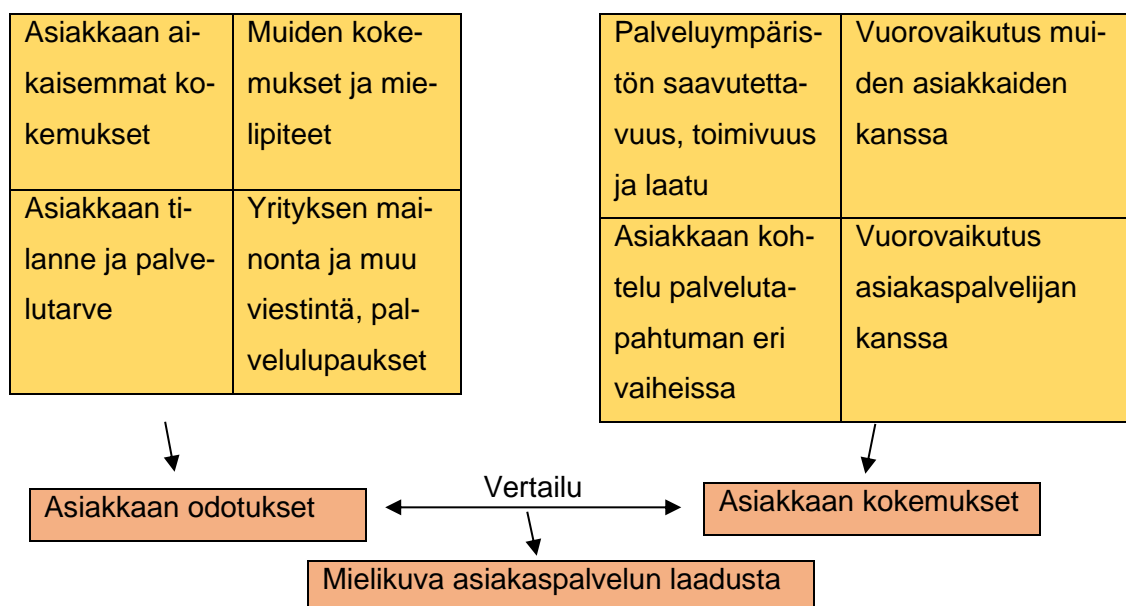 Asiakkaan ai-
kaisemmat ko-
kemukset
Muiden koke-
mukset ja mie-
lipiteet
Asiakkaan ti-
lanne ja palve-
lutarve
Yrityksen mai-
nonta ja muu
viestintä, pal-
velulupaukset
Palveluympäris-
tön saavutetta-
vuus, toimivuus
ja laatu
Vuorovaikutus mui-
den asiakkaiden
kanssa
Asiakkaan koh-
telu palveluta-
pahtuman eri
vaiheissa
Vuorovaikutus
asiakaspalvelijan
kanssa
Asiakkaan odotukset
Vertailu
Asiakkaan kokemukset
Mielikuva asiakaspalvelun laadusta